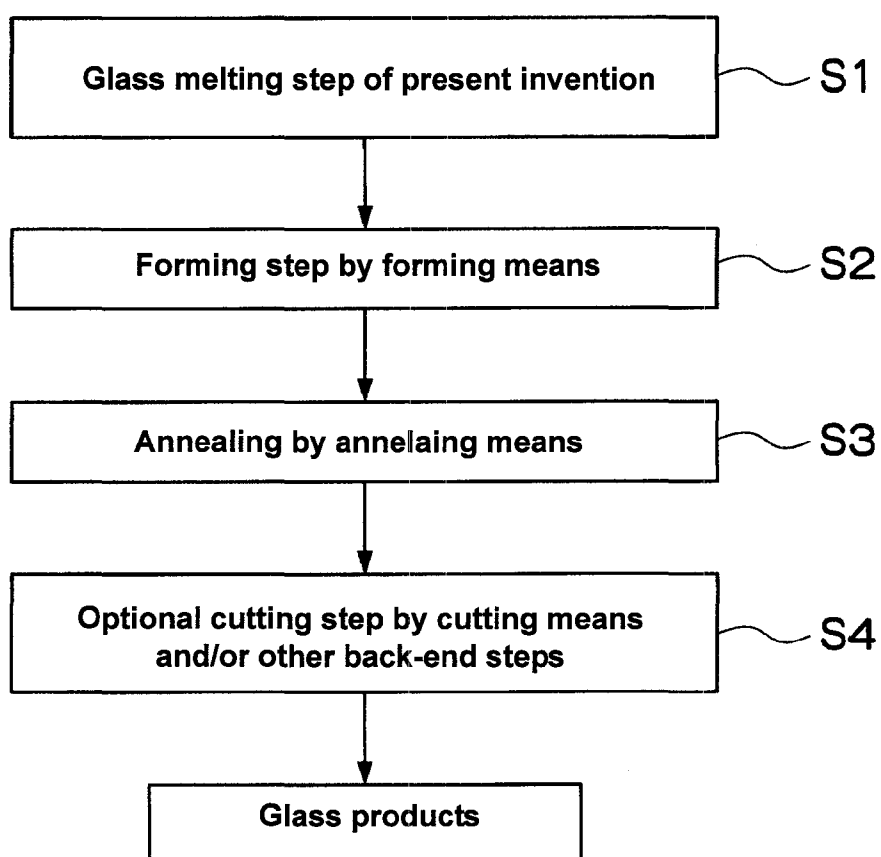 Glass melting step of present invention
S1
Forming step by forming means
S2
Annealing by annelaing means
S3
Optional cutting step by cutting means
and/or other back-end steps
S4
Glass products